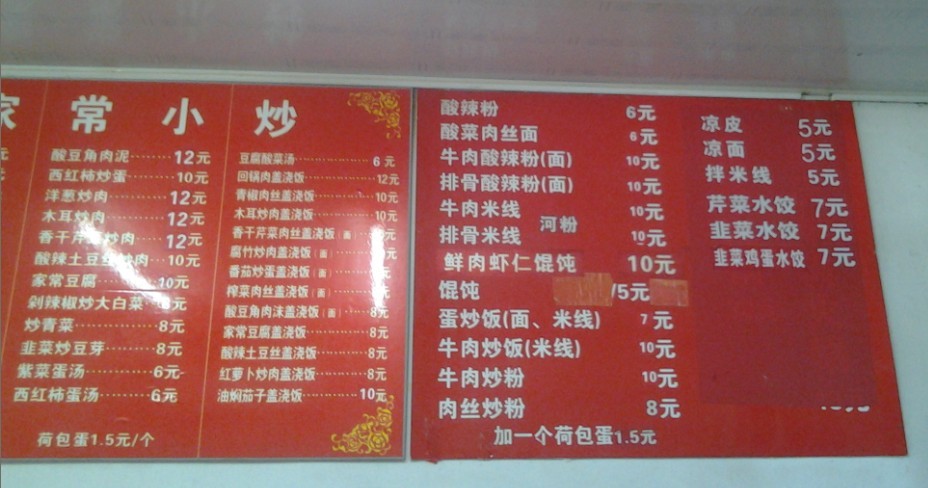 家常小炒
酸豆角肉泥········12元
西红柿炒蛋········10元
洋葱炒肉··········12元
木耳炒肉··········12元
香干芹菜炒肉····12元
酸辣土豆丝炒肉··10元
家常豆腐··········10元
剁辣椒炒大白菜··8元
炒青菜············8元
韭菜炒豆芽········8元
紫菜蛋汤··········6元
西红柿蛋汤········6元
荷包蛋1.5元/个
豆腐酸菜汤········6元
回锅肉盖浇饭······12元
青椒肉丝盖浇饭····10元
木耳炒肉盖浇饭····10元
香干芹菜肉丝盖浇饭(面)
腐竹炒肉盖浇饭(面)
番茄炒蛋盖浇饭(面)
榨菜肉丝盖浇饭(面)
酸豆角肉沫盖浇饭(面)8元
家常豆腐盖浇饭····8元
酸辣土豆丝盖浇饭··8元
红萝卜炒肉盖浇饭··8元
油焖茄子盖浇饭····10元
酸辣粉 6元
酸菜肉丝面 6元
牛肉酸辣粉(面) 10元
排骨酸辣粉(面) 10元
牛肉米线 10元
河粉
排骨米线 10元
鲜肉虾仁馄饨 10元
馄饨 /5元
蛋炒饭(面、米线) 7元
牛肉炒饭(米线) 10元
牛肉炒粉 10元
肉丝炒粉 8元
加一个荷包蛋1.5元
凉皮 5元
凉面 5元
拌米线 5元
芹菜水饺 7元
韭菜水饺 7元
韭菜鸡蛋水饺 7元